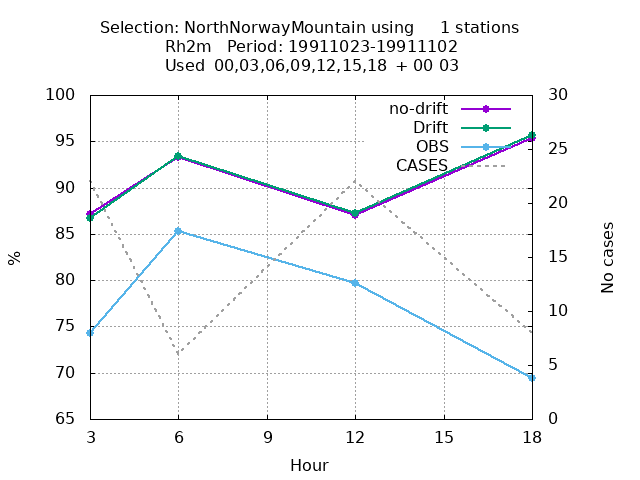 Selection: NorthNorwayMountain using     1 stations
Rh2m   Period: 19911023-19911102
Used  00,03,06,09,12,15,18  + 00 03
100
95
90
85
80
75
70
65
30
25
20
15
10
5
0
no-drift
Drift
OBS
CASES
%
No cases
3 6 9 12 15 18
Hour